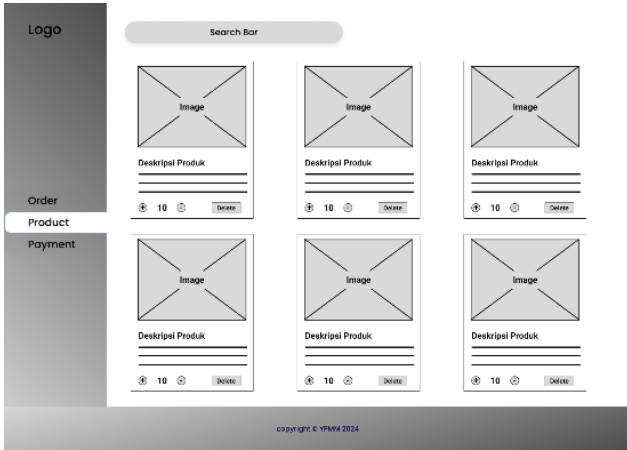 Logo
Search Bar
Order
Product
Payment
Image
Image
Image
Deskripsi Produk
Deskripsi Produk
Deskripsi Produk
10 Delete
10 Delete
10 Delete
Image
Image
Image
Deskripsi Produk
Deskripsi Produk
Deskripsi Produk
10 Delete
10 Delete
10 Delete
copyright © YPMM 2024